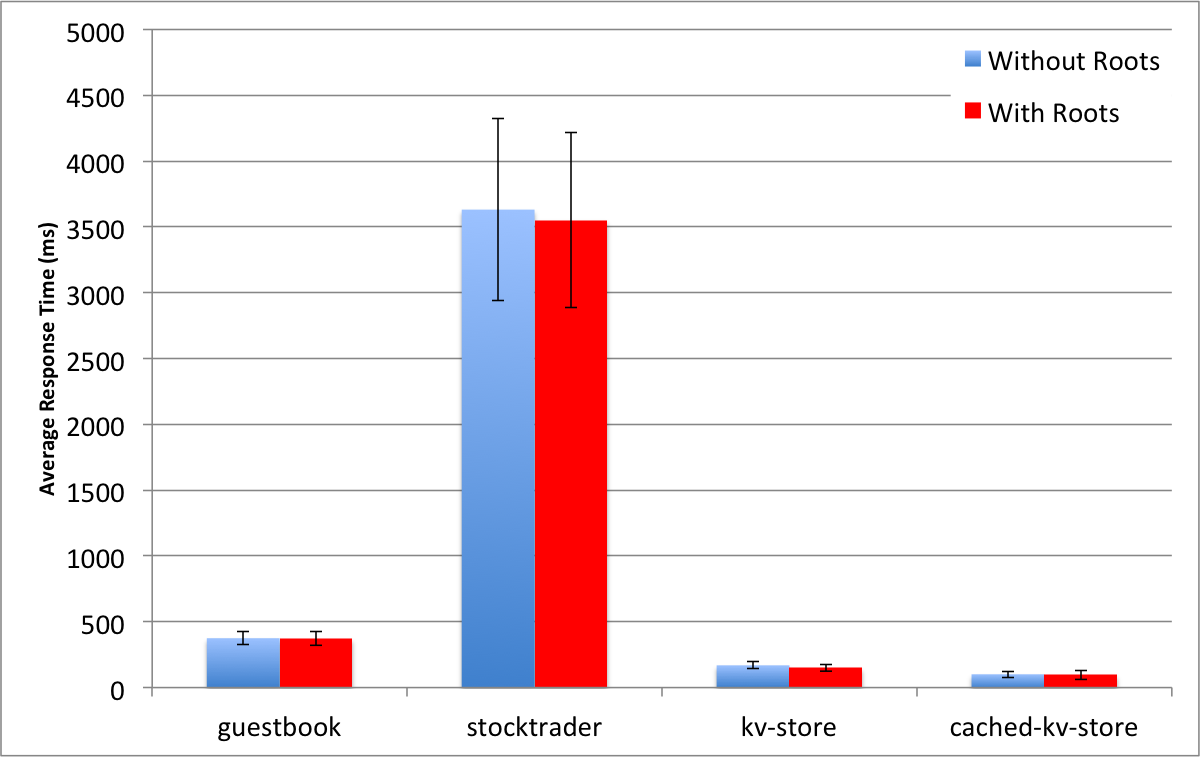 5000
4500
4000
3500
3000
2500
2000
1500
1000
500
0
Average Response Time (ms)
Without Roots
With Roots
guestbook
stocktrader
kv-store
cached-kv-store